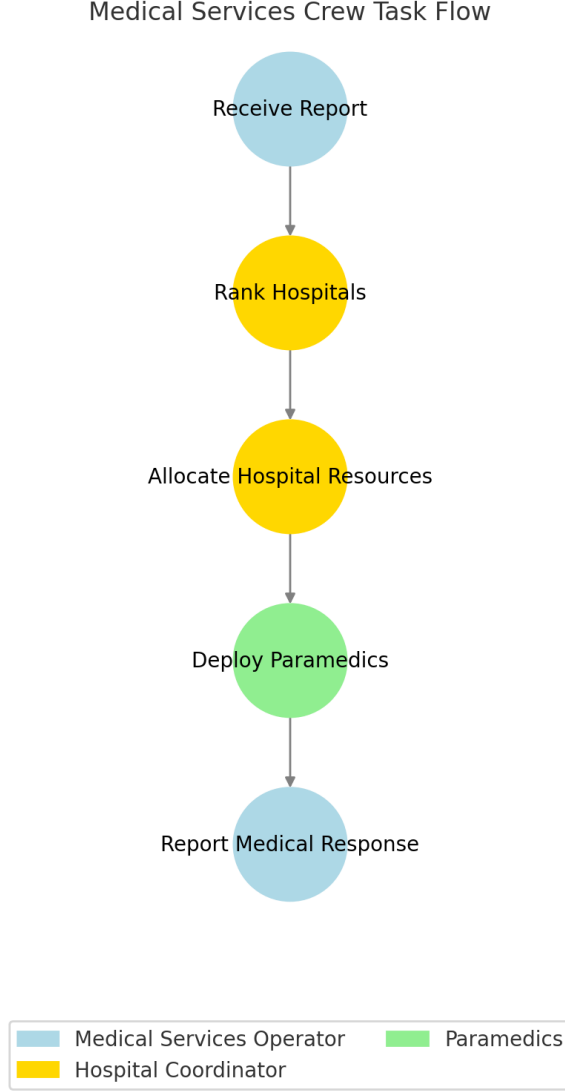 Medical Services Crew Task Flow
Receive Report
Rank Hospitals
Allocate Hospital Resources
Deploy Paramedics
Report Medical Response
Medical Services Operator
Hospital Coordinator
Paramedics